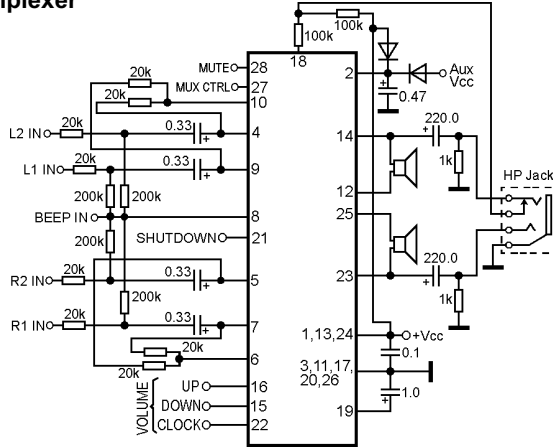 plexer
100k
100k
18
MUTE
28
MUX CTRL
27
20k
20k
10
2
Aux
Vcc
+
0.47
L2 IN
20k
0.33
+
4
14
220.0
+
L1 IN
20k
0.33
+
9
1k
HP Jack
200k
200k
12
25
BEEP IN
8
200k
SHUTDOWN
21
220.0
+
R2 IN
20k
0.33
+
5
23
200k
1k
R1 IN
20k
0.33
+
7
20k
20k
6
1,13,24
+Vcc
0.1
3,11,17,
20,26
1.0
+
19
VOLUME
UP
16
DOWN
15
CLOCK
22